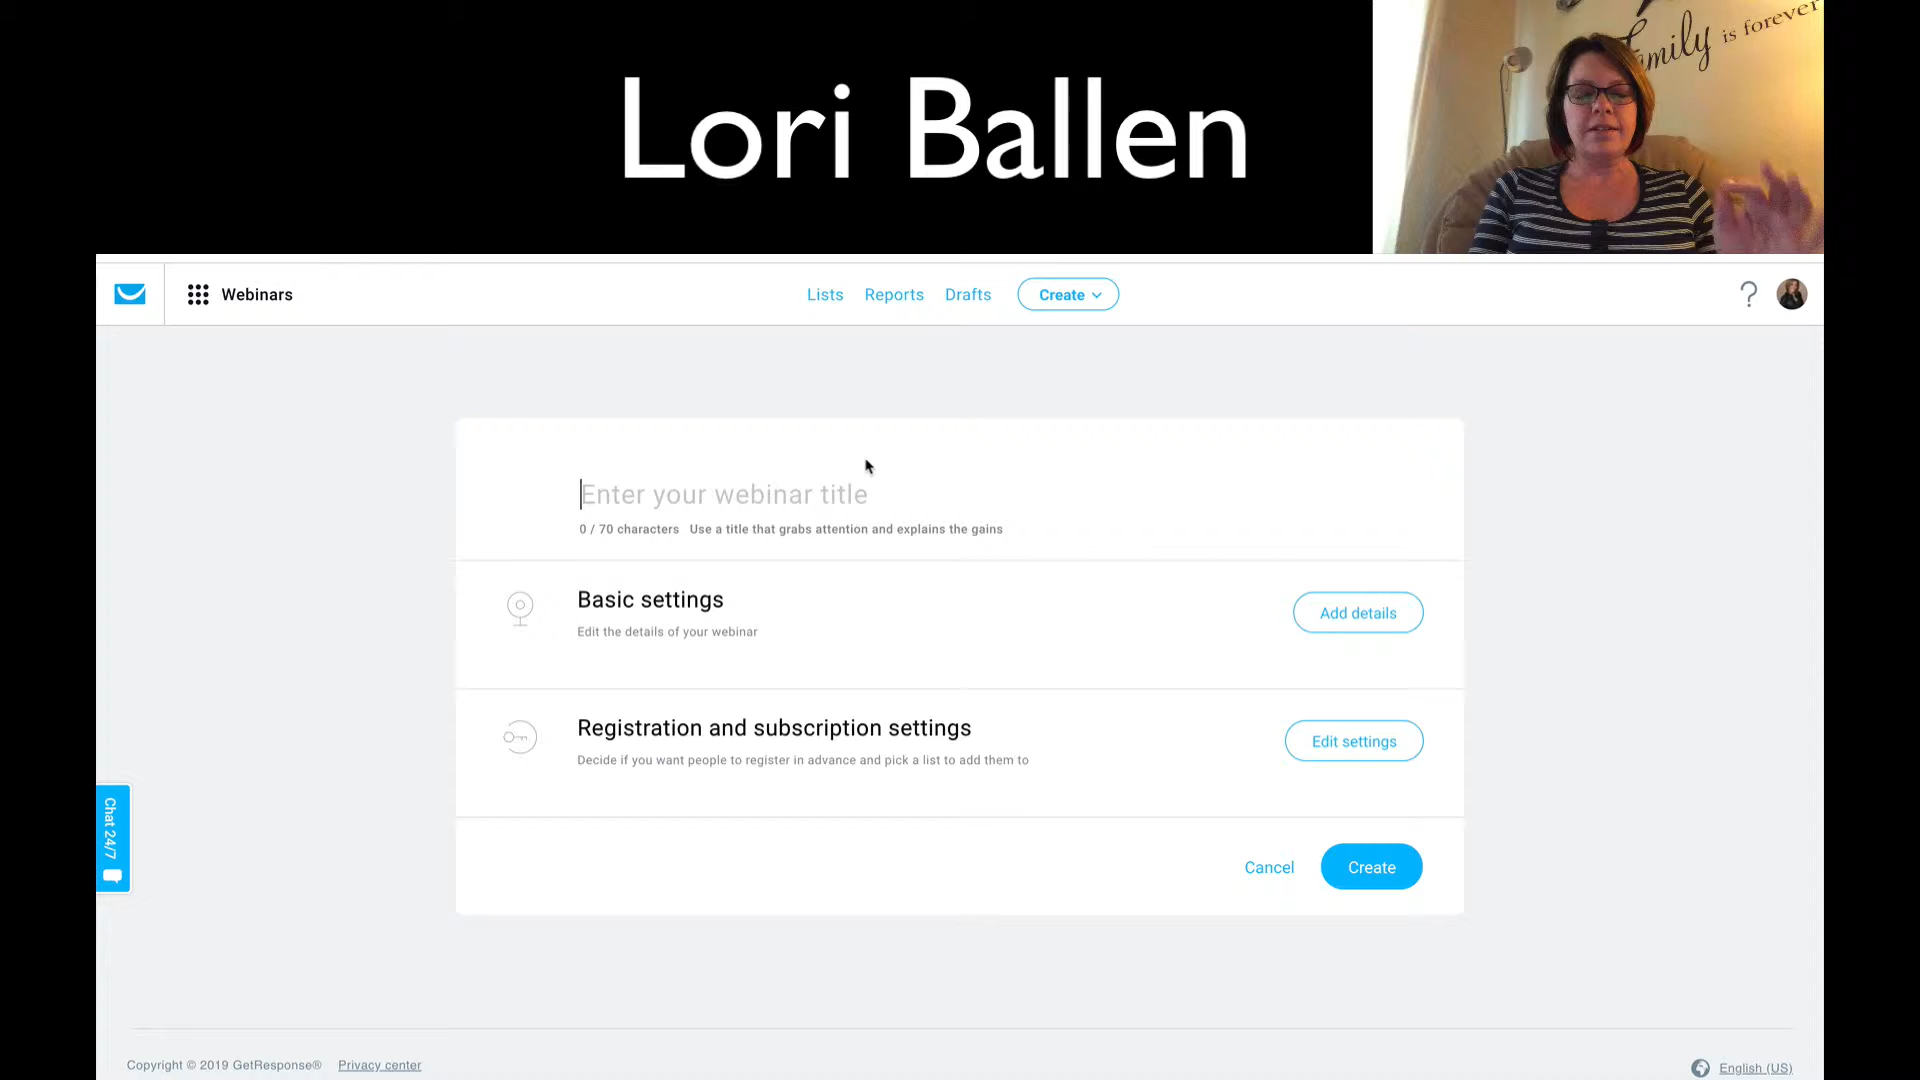 Lori Ballen
Family is forever
Webinars
Lists
Reports
Drafts
Create
Enter your webinar title
0 / 70 characters Use a title that grabs attention and explains the gains
Basic settings
Edit the details of your webinar
Add details
Registration and subscription settings
Decide if you want people to register in advance and pick a list to add them to
Edit settings
Chat 24/7
Cancel
Create
Copyright © 2019 GetResponse® Privacy center
English (US)